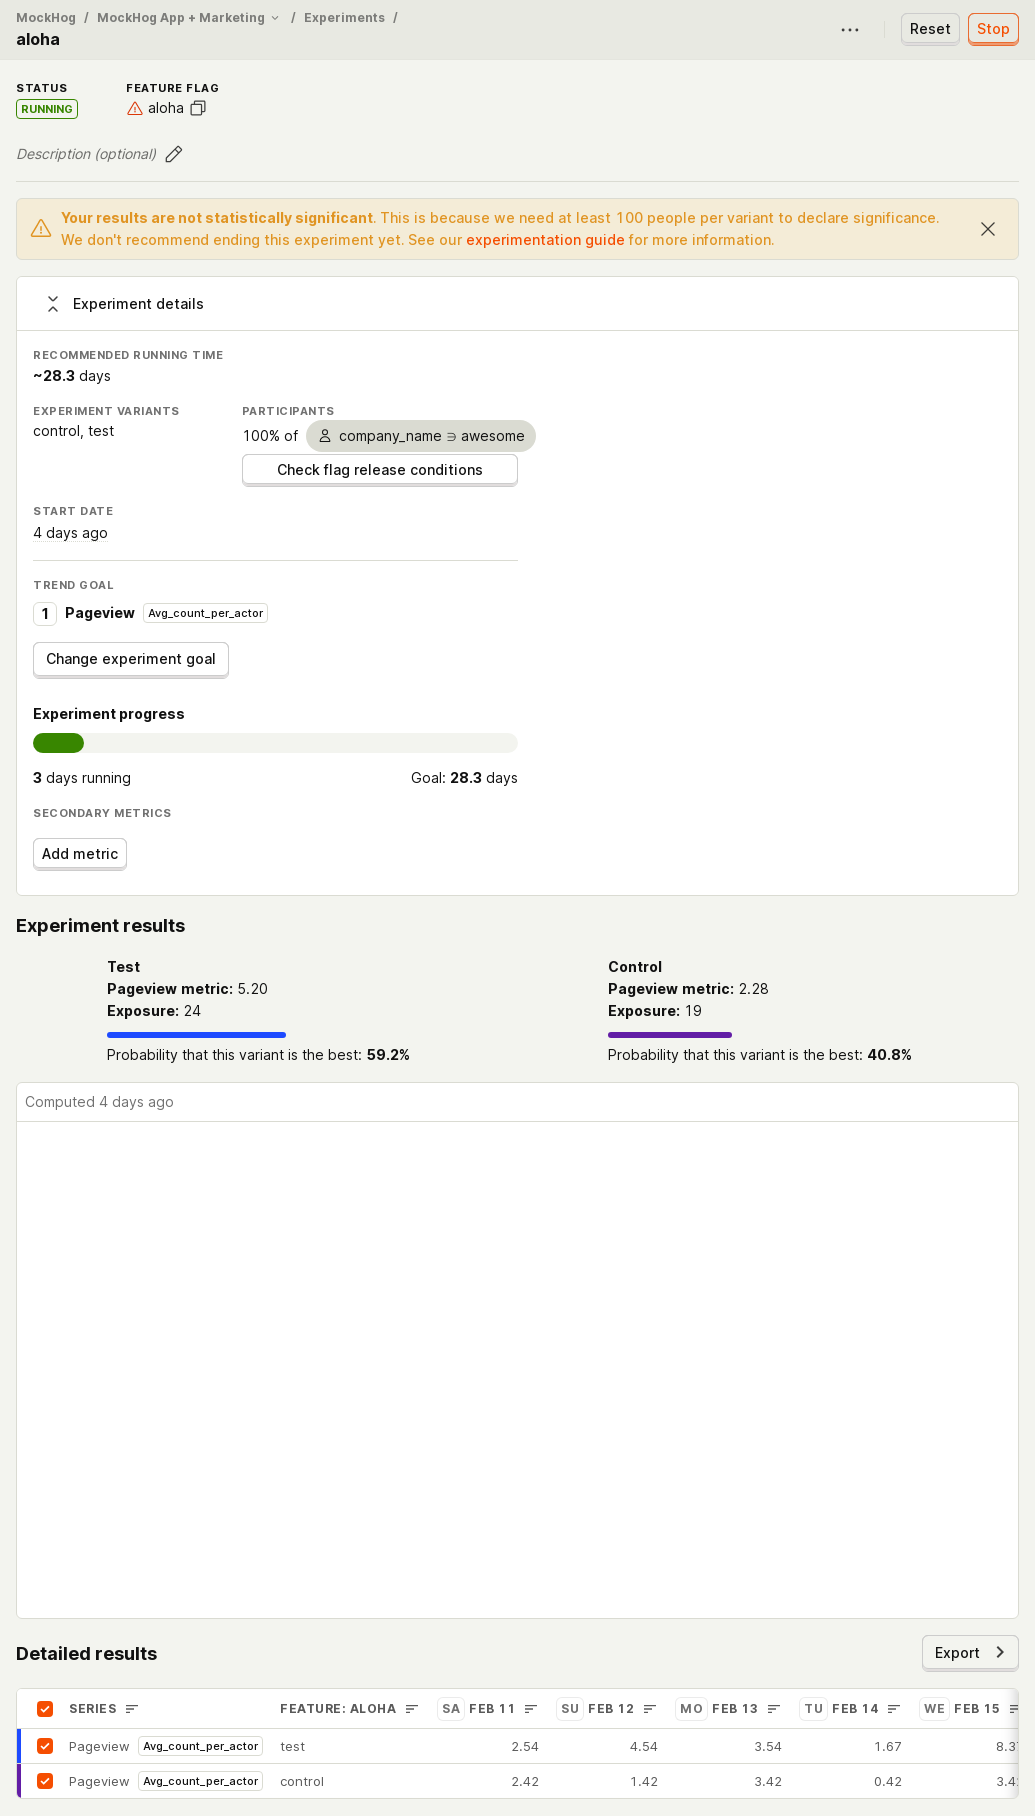 MockHog / MockHog App + Marketing / Experiments /
aloha
Reset
Stop
STATUS
FEATURE FLAG
RUNNING
aloha
Description (optional)
Your results are not statistically significant. This is because we need at least 100 people per variant to declare significance.
We don't recommend ending this experiment yet. See our experimentation guide for more information.
Experiment details
RECOMMENDED RUNNING TIME
~28.3 days
EXPERIMENT VARIANTS
control, test
PARTICIPANTS
100% of company_name ∋ awesome
Check flag release conditions
START DATE
4 days ago
TREND GOAL
1 Pageview Avg_count_per_actor
Change experiment goal
Experiment progress
3 days running
Goal: 28.3 days
SECONDARY METRICS
Add metric
Experiment results
Test
Pageview metric: 5.20
Exposure: 24
Probability that this variant is the best: 59.2%
Control
Pageview metric: 2.28
Exposure: 19
Probability that this variant is the best: 40.8%
Computed 4 days ago
Detailed results
Export
SERIES FEATURE: ALOHA SA FEB 11 SU FEB 12 MO FEB 13 TU FEB 14 WE FEB 15
Pageview Avg_count_per_actor test 2.54 4.54 3.54 1.67
Pageview Avg_count_per_actor control 2.42 1.42 3.42 0.42